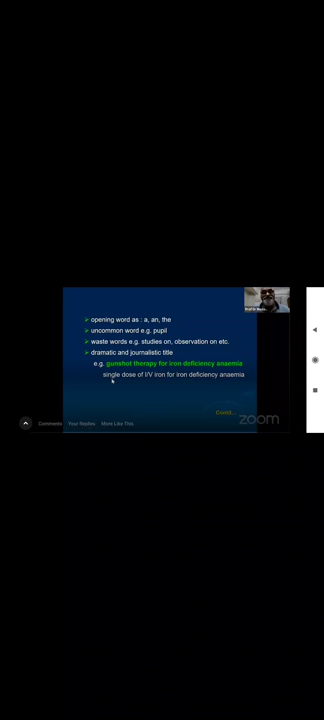 opening word as : a, an, the
uncommon word e.g. pupil
waste words e.g. studies on, observation on etc.
dramatic and journalistic title
e.g. gunshot therapy for iron deficiency anaemia
single dose of I/V iron for iron deficiency anaemia
zoom
Comments Your Replies More Like This